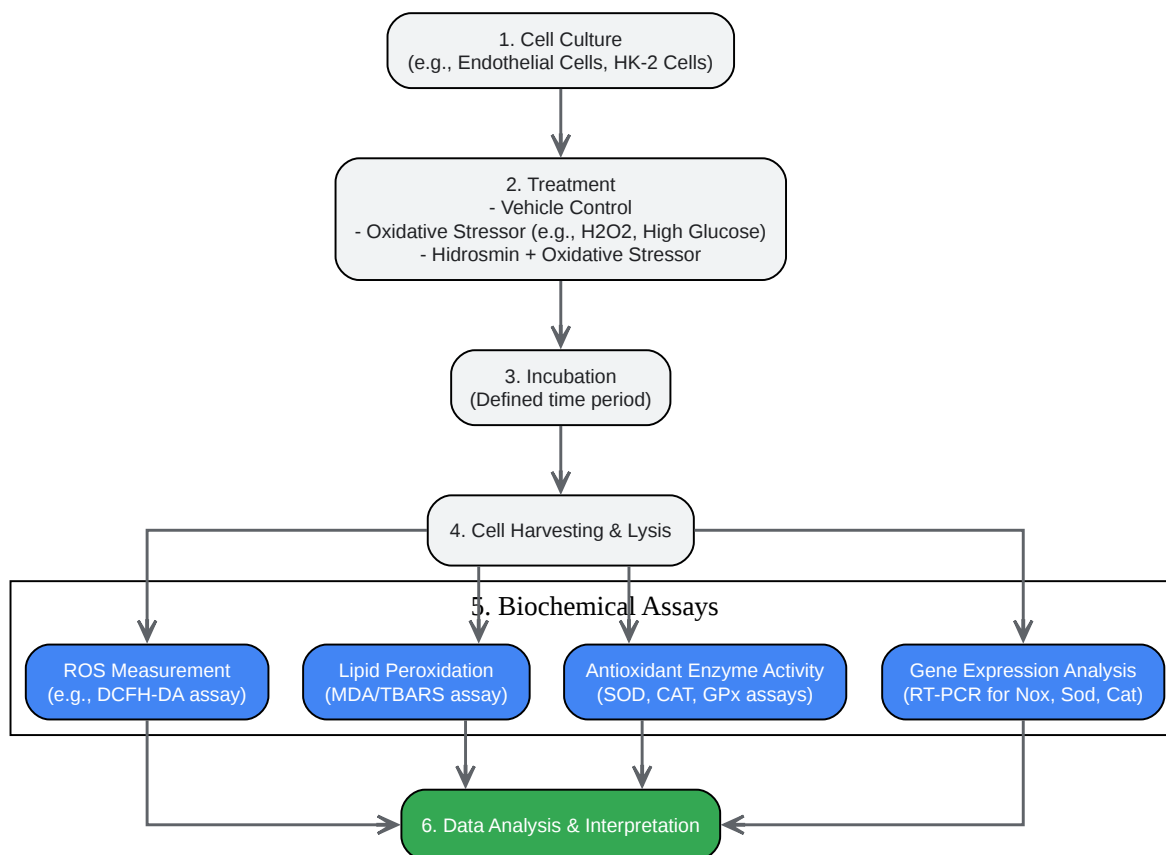 1. Cell Culture
(e.g., Endothelial Cells, HK-2 Cells)
2. Treatment
- Vehicle Control
- Oxidative Stressor (e.g., H2O2, High Glucose)
- Hidrosmin + Oxidative Stressor
3. Incubation
(Defined time period)
4. Cell Harvesting & Lysis
5. Biochemical Assays
ROS Measurement
(e.g., DCFH-DA assay)
Lipid Peroxidation
(MDA/TBARS assay)
Antioxidant Enzyme Activity
(SOD, CAT, GPx assays)
Gene Expression Analysis
(RT-PCR for Nox, Sod, Cat)
6. Data Analysis & Interpretation